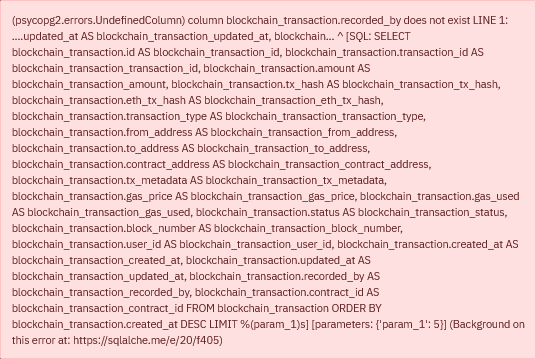 (psycopg2.errors.UndefinedColumn) column blockchain_transaction.recorded_by does not exist LINE 1:
....updated_at AS blockchain_transaction_updated_at, blockchain... ^ [SQL: SELECT
blockchain_transaction.id AS blockchain_transaction_id, blockchain_transaction.transaction_id AS
blockchain_transaction_transaction_id, blockchain_transaction.amount AS
blockchain_transaction_amount, blockchain_transaction.tx_hash AS blockchain_transaction_tx_hash,
blockchain_transaction.eth_tx_hash AS blockchain_transaction_eth_tx_hash,
blockchain_transaction.transaction_type AS blockchain_transaction_transaction_type,
blockchain_transaction.from_address AS blockchain_transaction_from_address,
blockchain_transaction.to_address AS blockchain_transaction_to_address,
blockchain_transaction.contract_address AS blockchain_transaction_contract_address,
blockchain_transaction.tx_metadata AS blockchain_transaction_tx_metadata,
blockchain_transaction.gas_price AS blockchain_transaction_gas_price, blockchain_transaction.gas_used
AS blockchain_transaction_gas_used, blockchain_transaction.status AS blockchain_transaction_status,
blockchain_transaction.block_number AS blockchain_transaction_block_number,
blockchain_transaction.user_id AS blockchain_transaction_user_id, blockchain_transaction.created_at AS
blockchain_transaction_created_at, blockchain_transaction.updated_at AS
blockchain_transaction_updated_at, blockchain_transaction.recorded_by AS
blockchain_transaction_recorded_by, blockchain_transaction.contract_id AS
blockchain_transaction_contract_id FROM blockchain_transaction ORDER BY
blockchain_transaction.created_at DESC LIMIT %(param_1)s] [parameters: {'param_1': 5}] (Background on
this error at: https://sqlalche.me/e/20/f405)